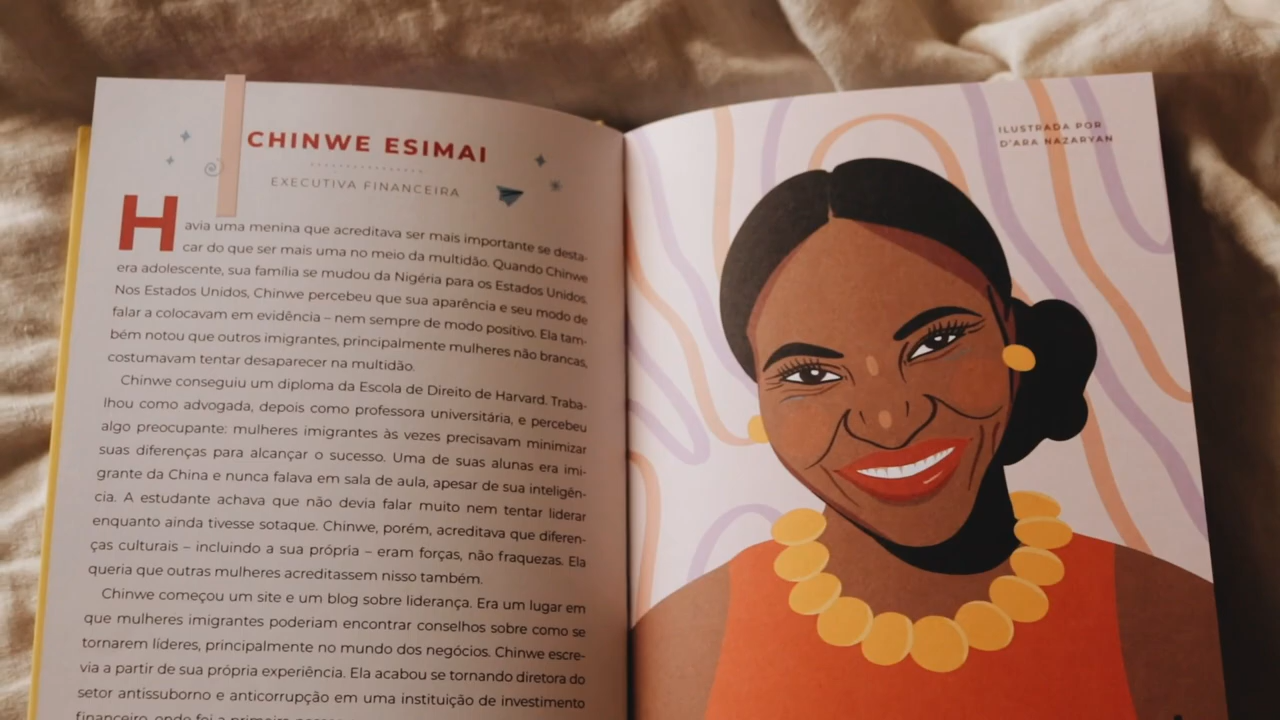 CHINWE ESIMAI
EXECUTIVA FINANCEIRA
Havia uma menina que acreditava ser mais importante se desta-
car do que ser mais uma no meio da multidão. Quando Chinwe
era adolescente, sua família se mudou da Nigéria para os Estados Unidos.
Nos Estados Unidos, Chinwe percebeu que sua aparência e seu modo de
falar a colocavam em evidência – nem sempre de modo positivo. Ela tam-
bém notou que outros imigrantes, principalmente mulheres não brancas,
costumavam tentar desaparecer na multidão.
Chinwe conseguiu um diploma da Escola de Direito de Harvard. Traba-
lhou como advogada, depois como professora universitária, e percebeu
algo preocupante: mulheres imigrantes às vezes precisavam minimizar
suas diferenças para alcançar o sucesso. Uma de suas alunas era imi-
grante da China e nunca falava em sala de aula, apesar de sua inteligên-
cia. A estudante achava que não devia falar muito nem tentar liderar
enquanto ainda tivesse sotaque. Chinwe, porém, acreditava que diferen-
ças culturais – incluindo a sua própria – eram forças, não fraquezas. Ela
queria que outras mulheres acreditassem nisso também.
Chinwe começou um site e um blog sobre liderança. Era um lugar em
que mulheres imigrantes poderiam encontrar conselhos sobre como se
tornarem líderes, principalmente no mundo dos negócios. Chinwe escre-
via a partir de sua própria experiência. Ela acabou se tornando diretora do
setor antissuborno e anticorrupção em uma instituição de investimento
financeiro, onde foi a primeira
ILUSTRADA POR
D'ARA NAZARYAN